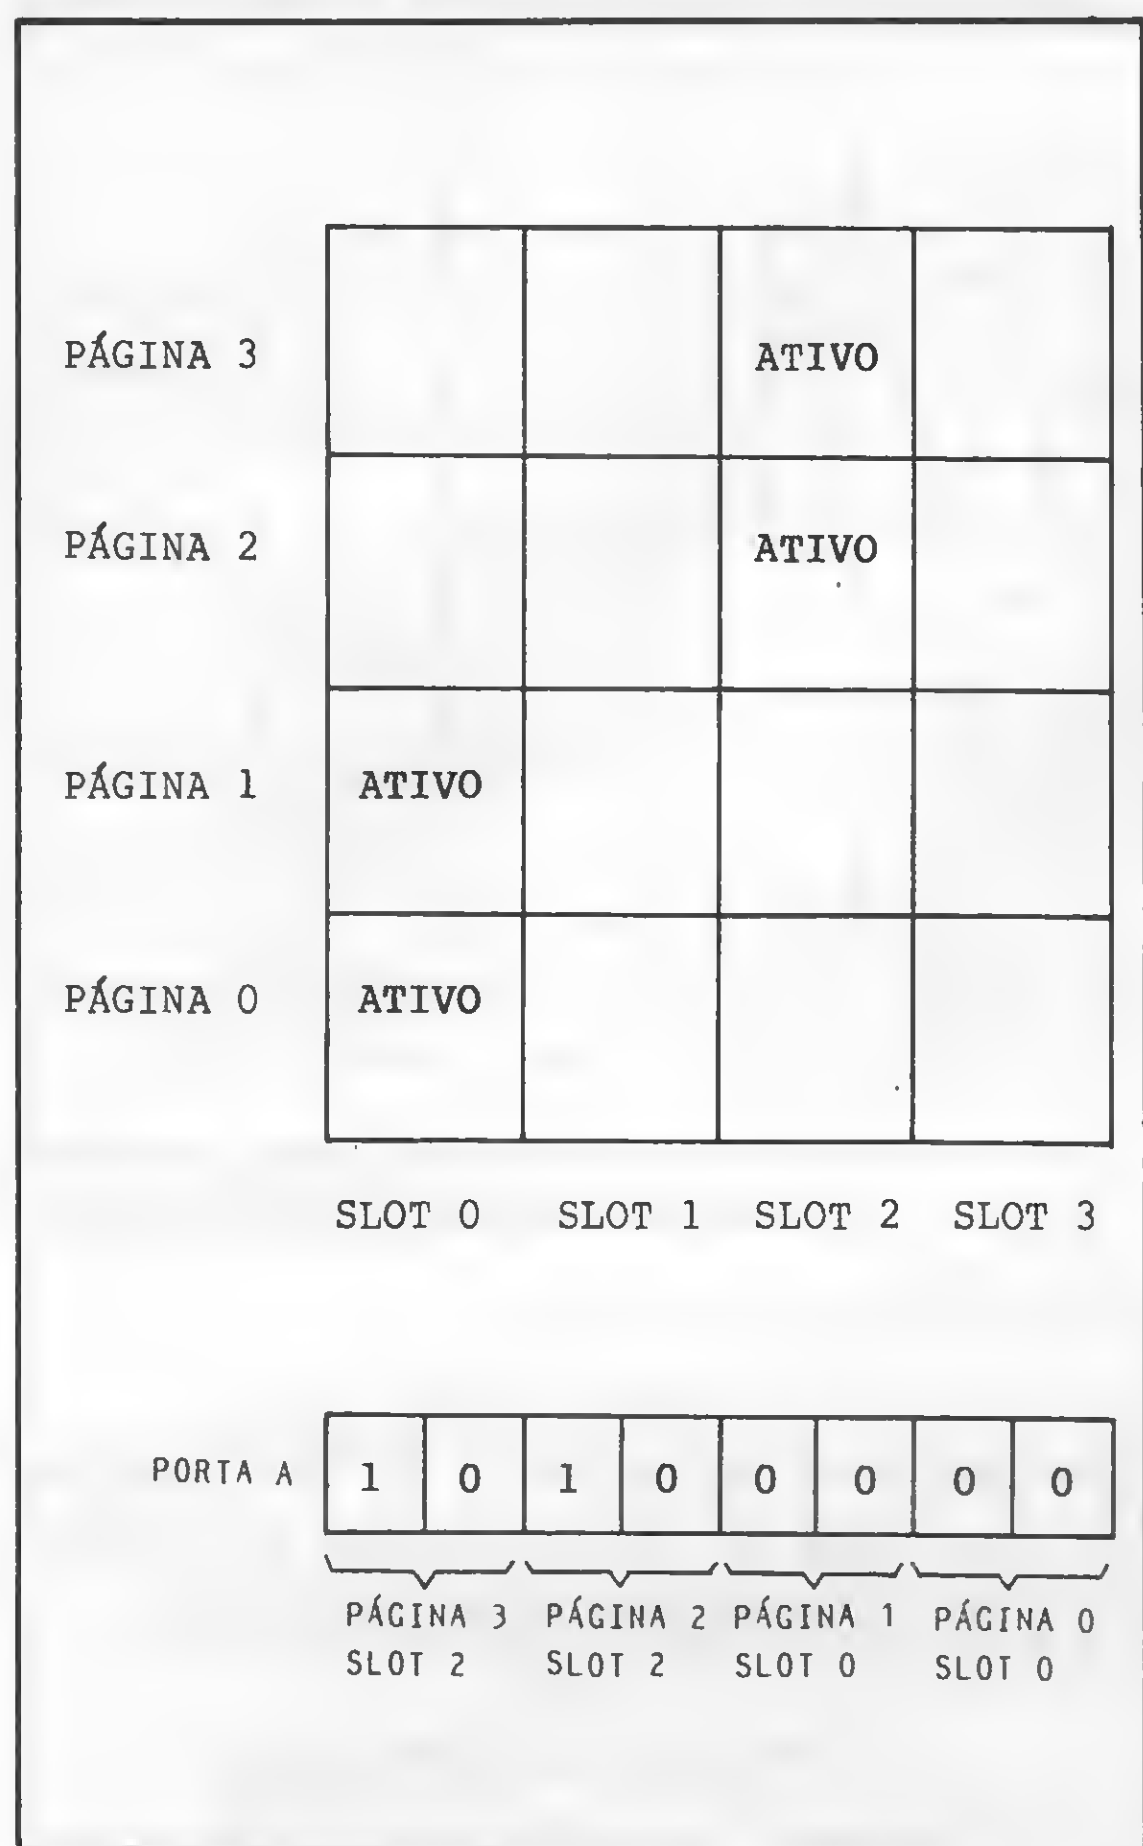 PÁGINA 3 ATIVO
PÁGINA 2 ATIVO
PÁGINA 1 ATIVO
PÁGINA 0 ATIVO
SLOT 0 SLOT 1 SLOT 2 SLOT 3
PORTA A 1 0 1 0 0 0 0 0
PÁGINA 3 PÁGINA 2 PÁGINA 1 PÁGINA 0
SLOT 2 SLOT 2 SLOT 0 SLOT 0